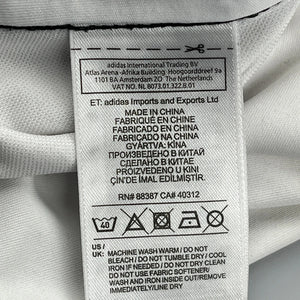 adidas International Trading BV
Atlas Arena -Afrika Building Hoogoorddreef 9a
1101 BA Amsterdam ZO The Netherlands
VAT NO. NL 8073.01.322.B.01
ET: adidas Imports and Exports Ltd
MADE IN CHINA
FABRIQUÉ EN CHINE
FABRICADO EN CHINA
FABRICADO NA CHINA
GYÁRTVA: KÍNA
ПРОИЗВЕДЕНО В КИТАЕ
СДЕЛАНО В КИТАЕ
PROIZVEDENO U KINI
ÇİN'DE İMAL EDİLMİŞTİR.
RN# 88387 CA# 40312
40
US /
UK: MACHINE WASH WARM / DO NOT
BLEACH / DO NOT TUMBLE DRY / COOL
IRON IF NEEDED / DO NOT DRY CLEAN
DO NOT USE FABRIC SOFTENER/
WASH AND IRON INSIDE OUT / REMOVE
IMMEDIATELY / LINE DRY